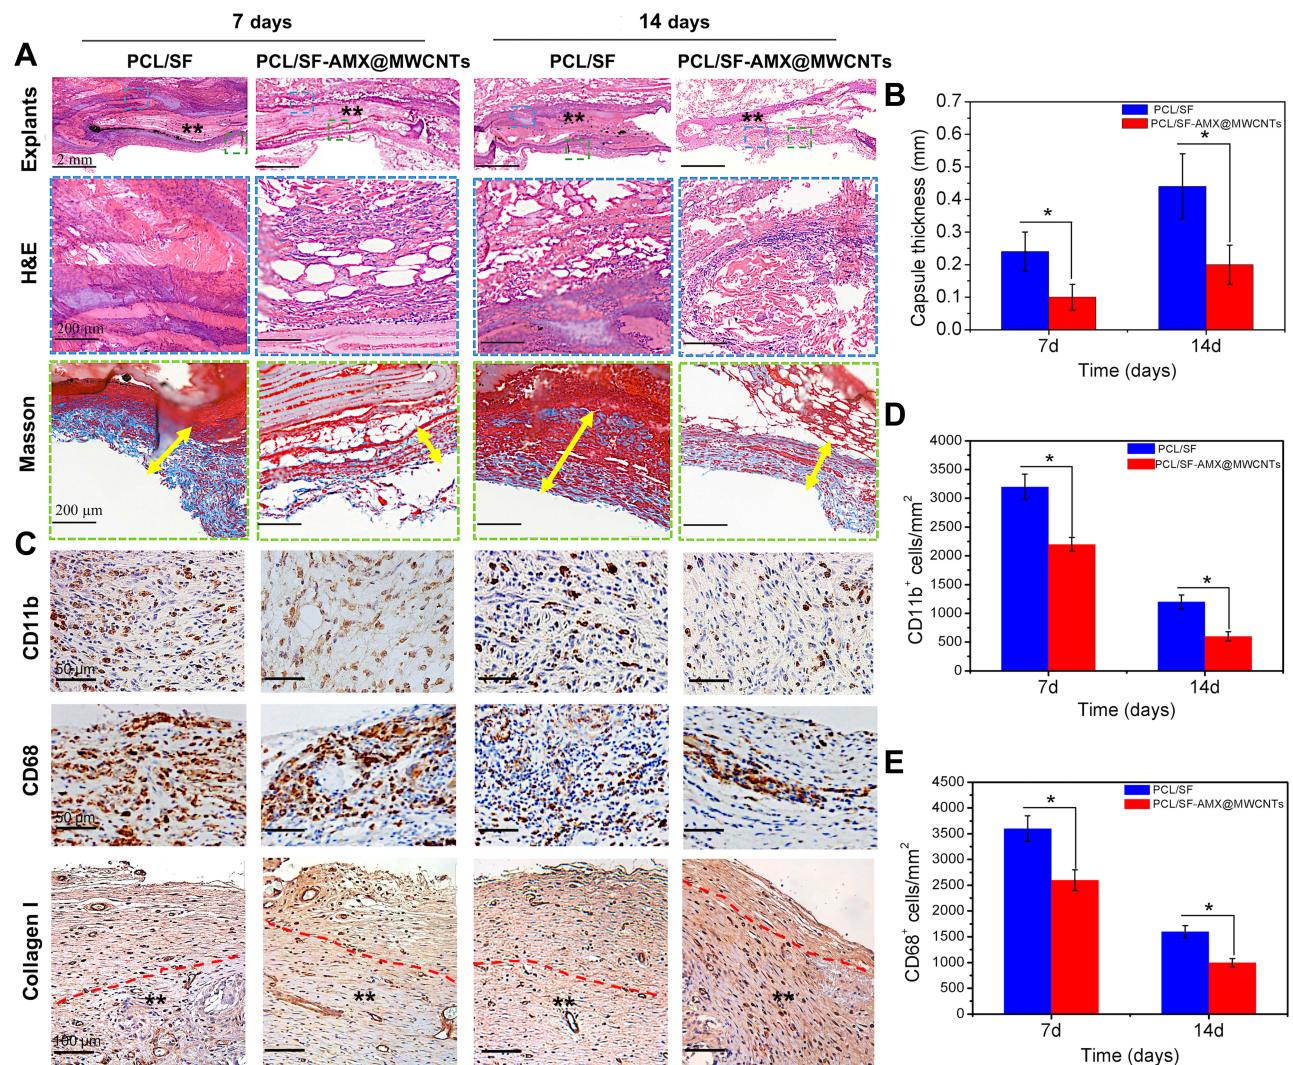 7 days
14 days
A
PCL/SF
PCL/SF-AMX@MWCNTs
PCL/SF
PCL/SF-AMX@MWCNTs
Explants
**
**
**
**
2 mm
H&E
200 μm
Masson
200 μm
B
0.7
0.6
0.5
0.4
0.3
0.2
0.1
0.0
Capsule thickness (mm)
PCL/SF
PCL/SF-AMX@MWCNTs
*
*
7d
14d
Time (days)
C
CD11b
50 μm
CD68
50 μm
Collagen I
**
**
**
**
100 μm
D
4000
3500
3000
2500
2000
1500
1000
500
0
CD11b⁺ cells/mm²
PCL/SF
PCL/SF-AMX@MWCNTs
*
*
7d
14d
Time (days)
E
4500
4000
3500
3000
2500
2000
1500
1000
500
0
CD68⁺ cells/mm²
PCL/SF
PCL/SF-AMX@MWCNTs
*
*
7d
14d
Time (days)